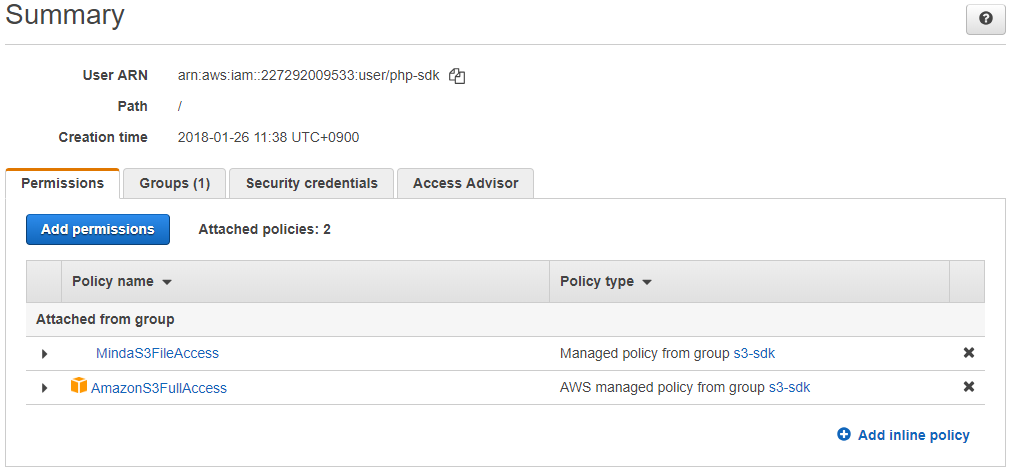 Summary
User ARN arn:aws:iam::227292009533:user/php-sdk
Path /
Creation time 2018-01-26 11:38 UTC+0900
Permissions Groups (1) Security credentials Access Advisor
Add permissions Attached policies: 2
Policy name Policy type
Attached from group
MindaS3FileAccess Managed policy from group s3-sdk
AmazonS3FullAccess AWS managed policy from group s3-sdk
Add inline policy